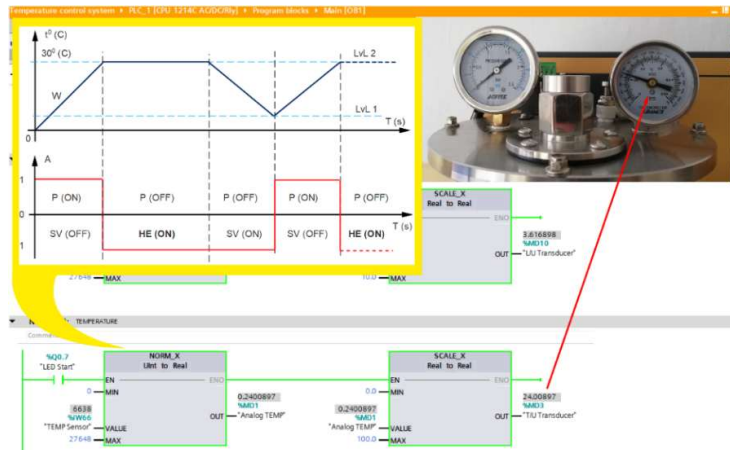 Temperature control system ▸ PLC_1 [CPU 1214C AC/DC/Rly] ▸ Program blocks ▸ Main [OB1]
t⁰ (C)
30⁰ (C)
LvL 2
W
LvL 1
0
T (s)
A
1
P (ON)
P (OFF)
P (OFF)
P (ON)
P (OFF)
0
T (s)
SV (OFF)
HE (ON)
SV (ON)
SV (OFF)
HE (ON)
1
SCALE_X
Real to Real
ENO
3.616898
%MD10
OUT
"L/U Transducer"
27648
MAX
10.0
MAX
TEMPERATURE
%Q0.7
"LED Start"
NORM_X
UInt to Real
EN
ENO
0
MIN
6638
%IW66
"TEMP Sensor"
VALUE
27648
MAX
0.2400897
%MD1
OUT
"Analog TEMP"
SCALE_X
Real to Real
EN
ENO
0.0
MIN
0.2400897
%MD1
"Analog TEMP"
VALUE
100.0
MAX
24.00897
%MD3
OUT
"T/U Transducer"